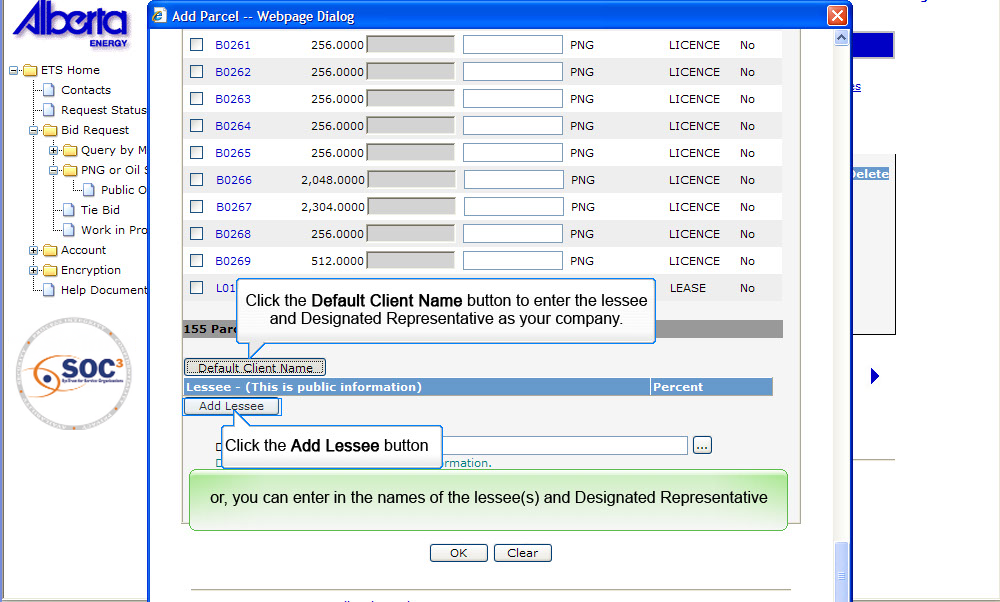 Alberta
ENERGY
Add Parcel -- Webpage Dialog
ETS Home
Contacts
Request Status
Bid Request
Query by M
PNG or Oil S
Public O
Tie Bid
Work in Pro
Account
Encryption
Help Document
SOC3
B0261 256.0000 PNG LICENCE No
B0262 256.0000 PNG LICENCE No
B0263 256.0000 PNG LICENCE No
B0264 256.0000 PNG LICENCE No
B0265 256.0000 PNG LICENCE No
B0266 2,048.0000 PNG LICENCE No
B0267 2,304.0000 PNG LICENCE No
B0268 256.0000 PNG LICENCE No
B0269 512.0000 PNG LICENCE No
L01 LEASE No
Click the Default Client Name button to enter the lessee
and Designated Representative as your company.
155 Parc
Default Client Name
Lessee - (This is public information) Percent
Add Lessee
Click the Add Lessee button
...
rmation.
or, you can enter in the names of the lessee(s) and Designated Representative
OK Clear
es
Delete